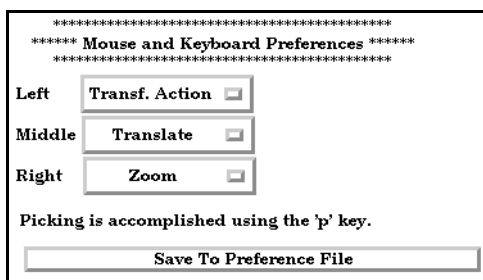 ********************************************
****** Mouse and Keyboard Preferences ******
********************************************
Left Transf. Action
Middle Translate
Right Zoom
Picking is accomplished using the 'p' key.
Save To Preference File